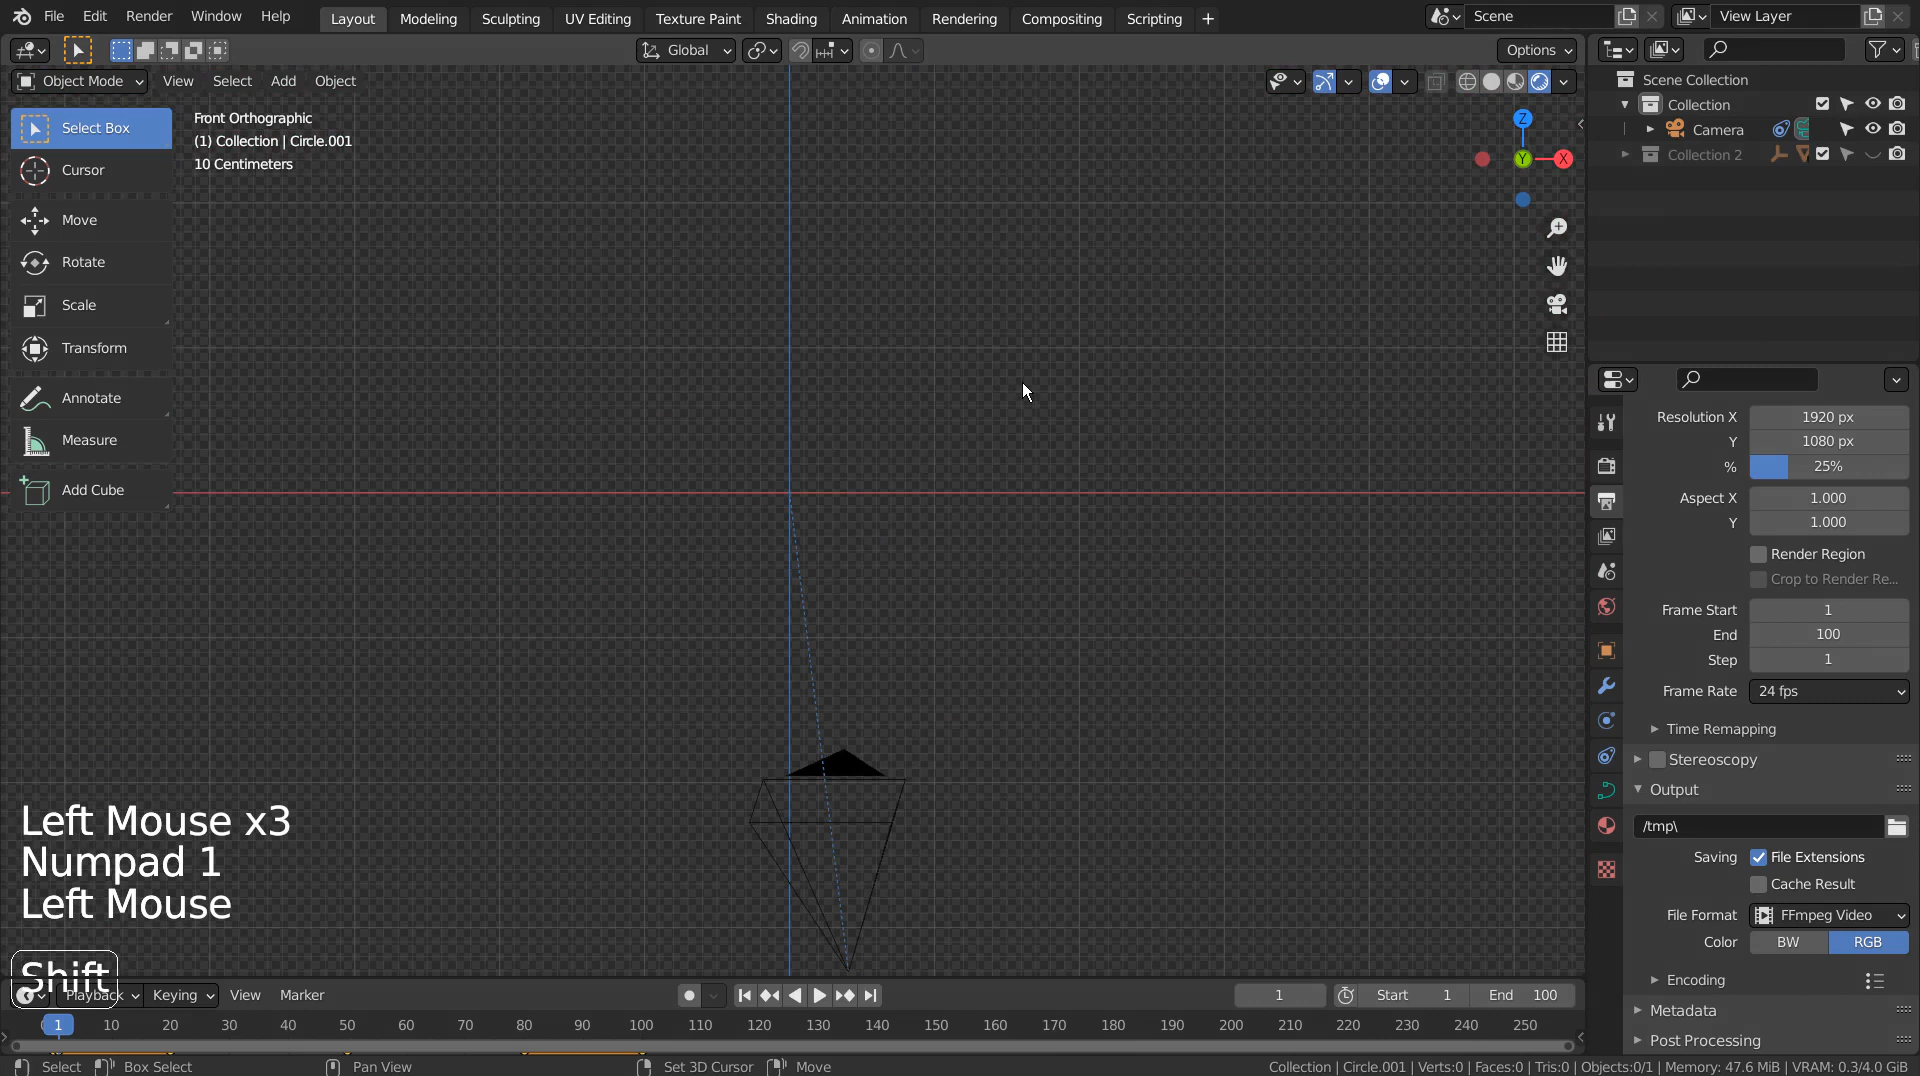 File Edit Render Window Help Layout Modeling Sculpting UV Editing Texture Paint Shading Animation Rendering Compositing Scripting + Scene View Layer
Global Options
Object Mode View Select Add Object
Select Box
Cursor
Move
Rotate
Scale
Transform
Annotate
Measure
Add Cube
Front Orthographic
(1) Collection | Circle.001
10 Centimeters
Z
Y
X
Scene Collection
Collection
Camera
Collection 2
Resolution X 1920 px
Y 1080 px
% 25%
Aspect X 1.000
Y 1.000
Render Region
Crop to Render Re...
Frame Start 1
End 100
Step 1
Frame Rate 24 fps
Time Remapping
Stereoscopy
Output
/tmp\
Saving File Extensions
Cache Result
File Format FFmpeg Video
Color BW RGB
Encoding
Metadata
Post Processing
Left Mouse x3
Numpad 1
Left Mouse
Shift
Playback Keying View Marker 1 Start 1 End 100
1 10 20 30 40 50 60 70 80 90 100 110 120 130 140 150 160 170 180 190 200 210 220 230 240 250
Select Box Select Pan View Set 3D Cursor Move Collection | Circle.001 | Verts:0 | Faces:0 | Tris:0 | Objects:0/1 | Memory: 47.6 MiB | VRAM: 0.3/4.0 GiB